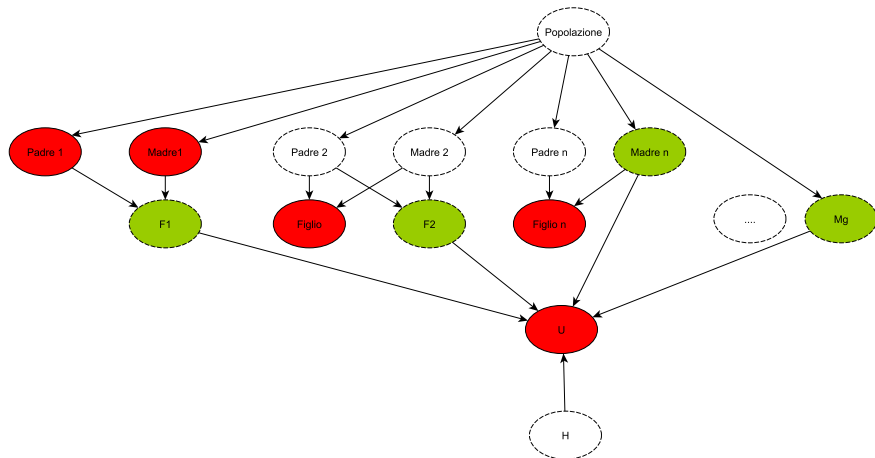 Popolazione
Padre 1
Madre1
Padre 2
Madre 2
Padre n
Madre n
F1
Figlio
F2
Figlio n
....
Mg
U
H